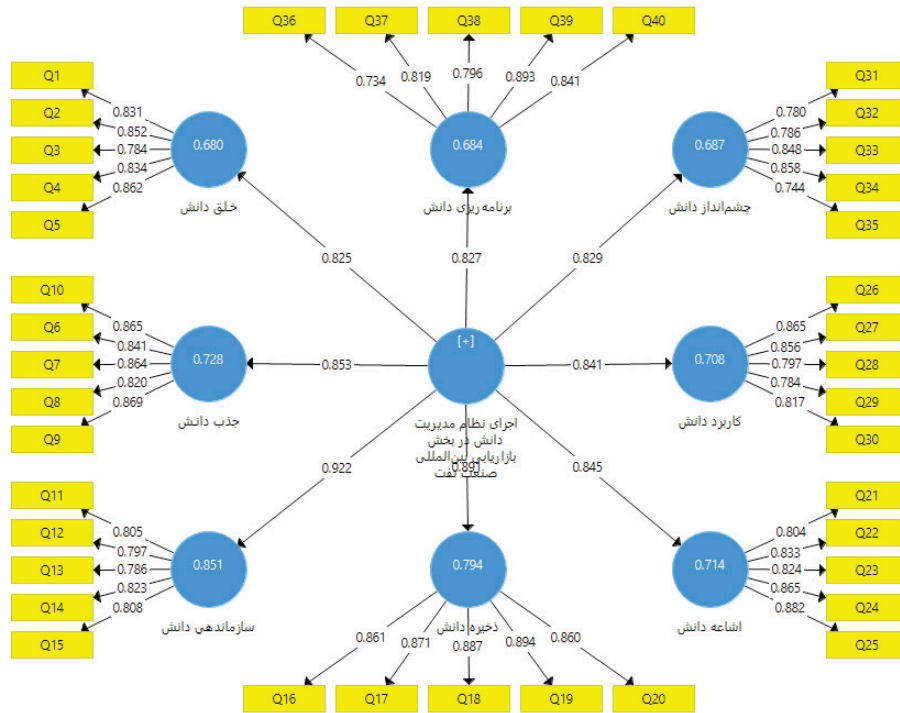 Q36
Q37
Q38
Q39
Q40
0.734
0.819
0.796
0.893
0.841
0.684
برنامه ریزی دانش
Q1
Q2
Q3
Q4
Q5
0.831
0.852
0.784
0.834
0.862
0.680
خلق دانش
Q31
Q32
Q33
Q34
Q35
0.780
0.786
0.848
0.858
0.744
0.687
چشم‌انداز دانش
0.825
0.827
0.829
Q10
Q6
Q7
Q8
Q9
0.865
0.841
0.864
0.820
0.869
0.728
جذب دانش
0.853
[+]
اجرای نظام مدیریت
دانش در بخش
بازاریابی بین‌المللی
صنعت نفت
0.841
0.708
کاربرد دانش
Q26
Q27
Q28
Q29
Q30
0.865
0.856
0.797
0.784
0.817
0.922
0.891
0.845
Q11
Q12
Q13
Q14
Q15
0.805
0.797
0.786
0.823
0.808
0.851
سازماندهی دانش
0.794
ذخیره دانش
0.714
اشاعه دانش
Q21
Q22
Q23
Q24
Q25
0.804
0.833
0.824
0.865
0.882
0.861
0.871
0.887
0.894
0.860
Q16
Q17
Q18
Q19
Q20